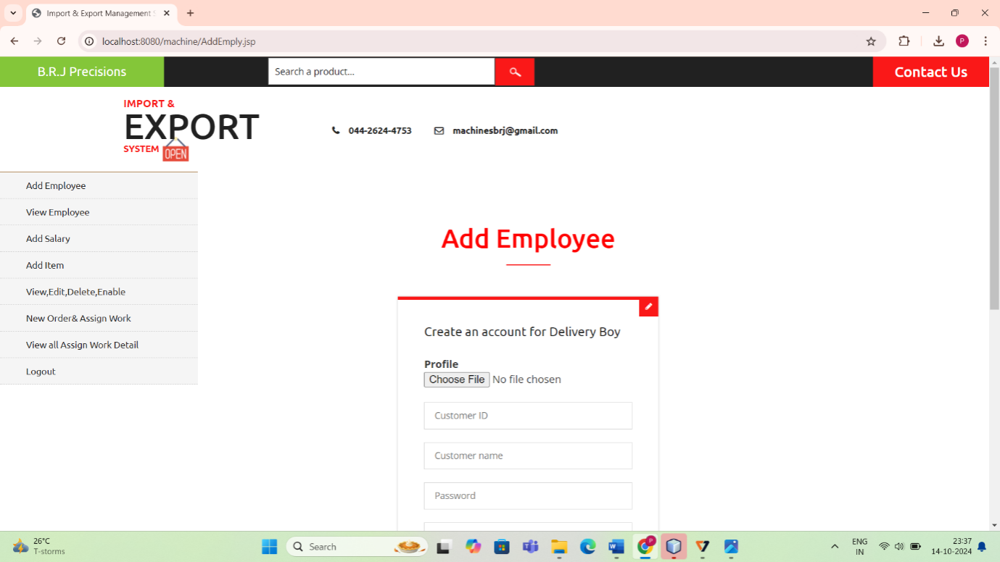 Import & Export Management S
localhost:8080/machine/AddEmply.jsp
P
B.R.J Precisions
Search a product...
Contact Us
IMPORT &
EXPORT
SYSTEM
OPEN
044-2624-4753
machinesbrj@gmail.com
Add Employee
View Employee
Add Salary
Add Item
View,Edit,Delete,Enable
New Order& Assign Work
View all Assign Work Detail
Logout
Add Employee
Create an account for Delivery Boy
Profile
Choose File No file chosen
Customer ID
Customer name
Password
26°C
T-storms
Search
ENG
IN
23:37
14-10-2024